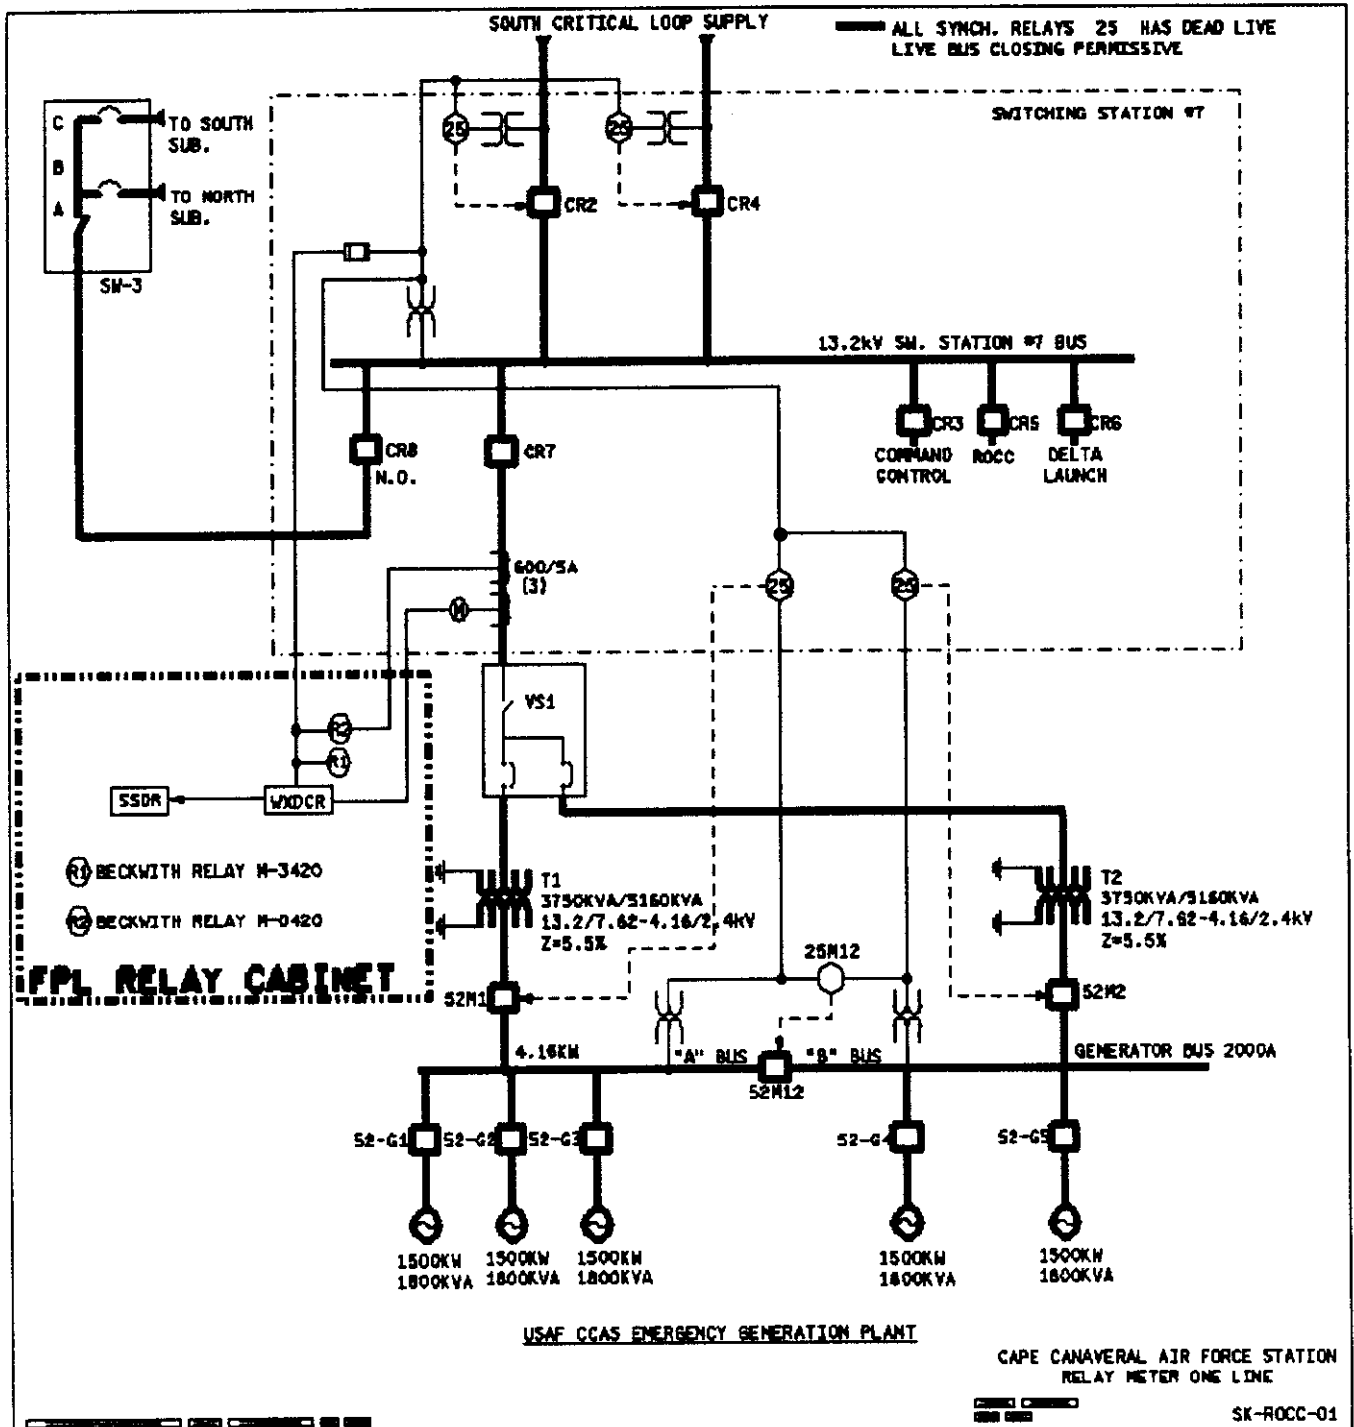 SOUTH CRITICAL LOOP SUPPLY
ALL SYNCH. RELAYS 25 HAS DEAD LIVE
LIVE BUS CLOSING PERMISSIVE
SWITCHING STATION #7
C
TO SOUTH
SUB.
B
A
TO NORTH
SUB.
SW-3
25
25
CR2
CR4
13.2kV SW. STATION #7 BUS
CR8
N.O.
CR7
CR3
COMMAND
CONTROL
CR5
ROCC
CR6
DELTA
LAUNCH
600/5A
(3)
M
25
25
VS1
R2
R1
SSDR
WXDCR
R1 BECKWITH RELAY M-3420
R2 BECKWITH RELAY M-0420
FPL RELAY CABINET
T1
3750KVA/5160KVA
13.2/7.62-4.16/2.4kV
Z=5.5%
T2
3750KVA/5160KVA
13.2/7.62-4.16/2.4kV
Z=5.5%
25M12
52M1
52M2
4.16KW
"A" BUS
"B" BUS
GENERATOR BUS 2000A
52M12
52-G1
52-G2
52-G3
52-G4
52-G5
1500KW
1800KVA
1500KW
1800KVA
1500KW
1800KVA
1500KW
1800KVA
1500KW
1800KVA
USAF CCAS EMERGENCY GENERATION PLANT
CAPE CANAVERAL AIR FORCE STATION
RELAY METER ONE LINE
SK-ROCC-01